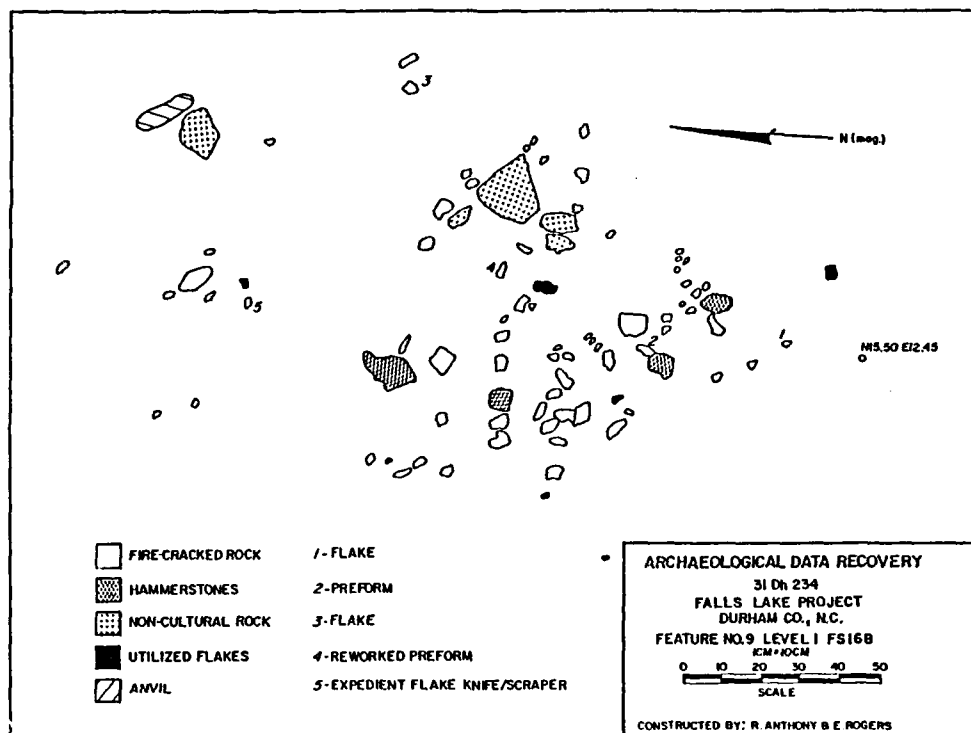 3
N (mag.)
4
5
2
1
N15.50 E12.45
FIRE-CRACKED ROCK
HAMMERSTONES
NON-CULTURAL ROCK
UTILIZED FLAKES
ANVIL
1-FLAKE
2-PREFORM
3-FLAKE
4-REWORKED PREFORM
5-EXPEDIENT FLAKE KNIFE/SCRAPER
ARCHAEOLOGICAL DATA RECOVERY
31 Dh 234
FALLS LAKE PROJECT
DURHAM CO., N.C.
FEATURE NO.9 LEVEL 1 FS168
1CM=10CM
0 10 20 30 40 50
SCALE
CONSTRUCTED BY: R. ANTHONY & E. ROGERS